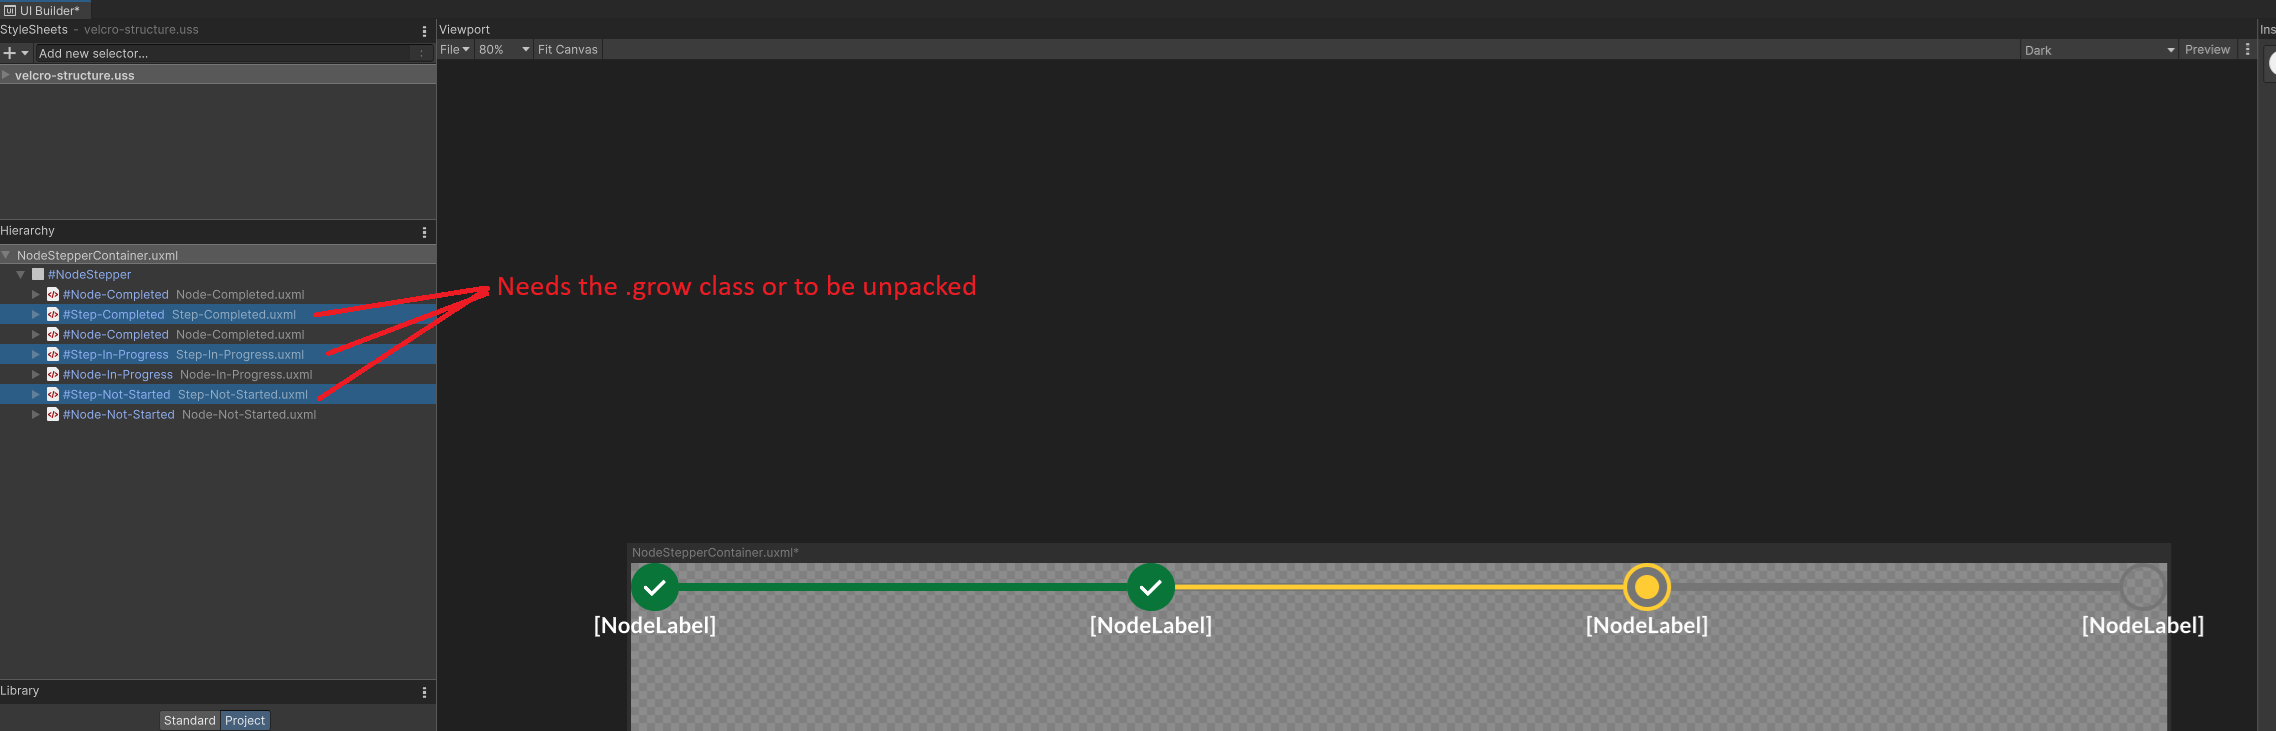 UI Builder*
StyleSheets - velcro-structure.uss
Add new selector...
velcro-structure.uss
Hierarchy
NodeStepperContainer.uxml
#NodeStepper
#Node-Completed Node-Completed.uxml
#Step-Completed Step-Completed.uxml
#Node-Completed Node-Completed.uxml
#Step-In-Progress Step-In-Progress.uxml
#Node-In-Progress Node-In-Progress.uxml
#Step-Not-Started Step-Not-Started.uxml
#Node-Not-Started Node-Not-Started.uxml
Library
Standard Project
Viewport
File 80% Fit Canvas Dark Preview
Needs the .grow class or to be unpacked
NodeStepperContainer.uxml*
[NodeLabel] [NodeLabel] [NodeLabel] [NodeLabel]
Ins